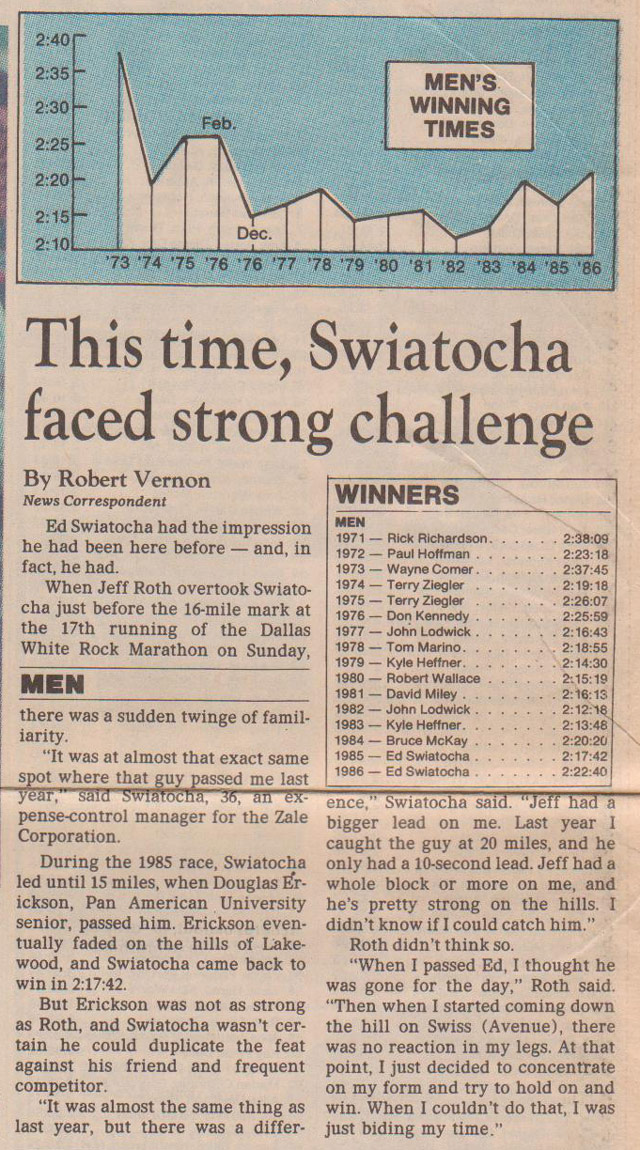 2:40
2:35
2:30
2:25
2:20
2:15
2:10
MEN'S
WINNING
TIMES
Feb.
Dec.
'73 '74 '75 '76 '76 '77 '78 '79 '80 '81 '82 '83 '84 '85 '86
This time, Swiatocha
faced strong challenge
By Robert Vernon
News Correspondent
Ed Swiatocha had the impression
he had been here before — and, in
fact, he had.
When Jeff Roth overtook Swiato-
cha just before the 16-mile mark at
the 17th running of the Dallas
White Rock Marathon on Sunday,
MEN
there was a sudden twinge of famil-
iarity.
"It was at almost that exact same
spot where that guy passed me last
year," said Swiatocha, 36, an ex-
pense-control manager for the Zale
Corporation.
During the 1985 race, Swiatocha
led until 15 miles, when Douglas Er-
ickson, Pan American University
senior, passed him. Erickson even-
tually faded on the hills of Lake-
wood, and Swiatocha came back to
win in 2:17:42.
But Erickson was not as strong
as Roth, and Swiatocha wasn't cer-
tain he could duplicate the feat
against his friend and frequent
competitor.
"It was almost the same thing as
last year, but there was a differ-
WINNERS
MEN
1971 — Rick Richardson. . . . . . . 2:38:09
1972 — Paul Hoffman . . . . . . . 2:23:18
1973 — Wayne Comer. . . . . . . . 2:37:45
1974 — Terry Ziegler . . . . . . . . 2:19:18
1975 — Terry Ziegler . . . . . . . . 2:26:07
1976 — Don Kennedy . . . . . . . 2:25:59
1977 — John Lodwick . . . . . . . . 2:16:43
1978 — Tom Marino. . . . . . . . . 2:18:55
1979 — Kyle Heffner. . . . . . . . . 2:14:30
1980 — Robert Wallace . . . . . . . 2:15:19
1981 — David Miley . . . . . . . . . 2:16:13
1982 — John Lodwick . . . . . . . . 2:12:18
1983 — Kyle Heffner. . . . . . . . . 2:13:48
1984 — Bruce McKay . . . . . . . . 2:20:20
1985 — Ed Swiatocha . . . . . . . . 2:17:42
1986 — Ed Swiatocha . . . . . . . . 2:22:40
ence," Swiatocha said. "Jeff had a
bigger lead on me. Last year I
caught the guy at 20 miles, and he
only had a 10-second lead. Jeff had a
whole block or more on me, and
he's pretty strong on the hills. I
didn't know if I could catch him."
Roth didn't think so.
"When I passed Ed, I thought he
was gone for the day," Roth said.
"Then when I started coming down
the hill on Swiss (Avenue), there
was no reaction in my legs. At that
point, I just decided to concentrate
on my form and try to hold on and
win. When I couldn't do that, I was
just biding my time."